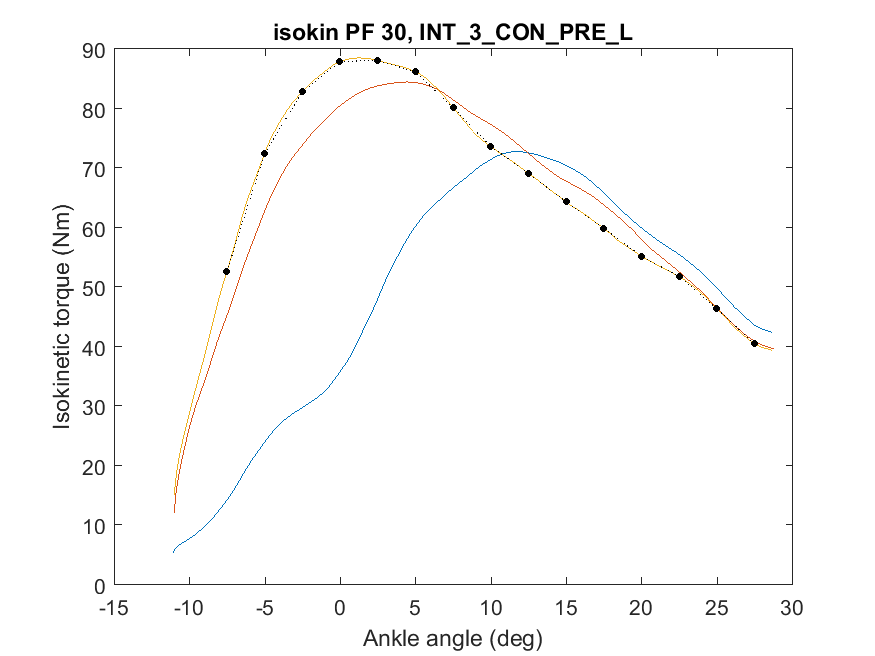 isokin PF 30, INT_3_CON_PRE_L
90
80
70
60
50
40
30
20
10
0
Isokinetic torque (Nm)
-15 -10 -5 0 5 10 15 20 25 30
Ankle angle (deg)